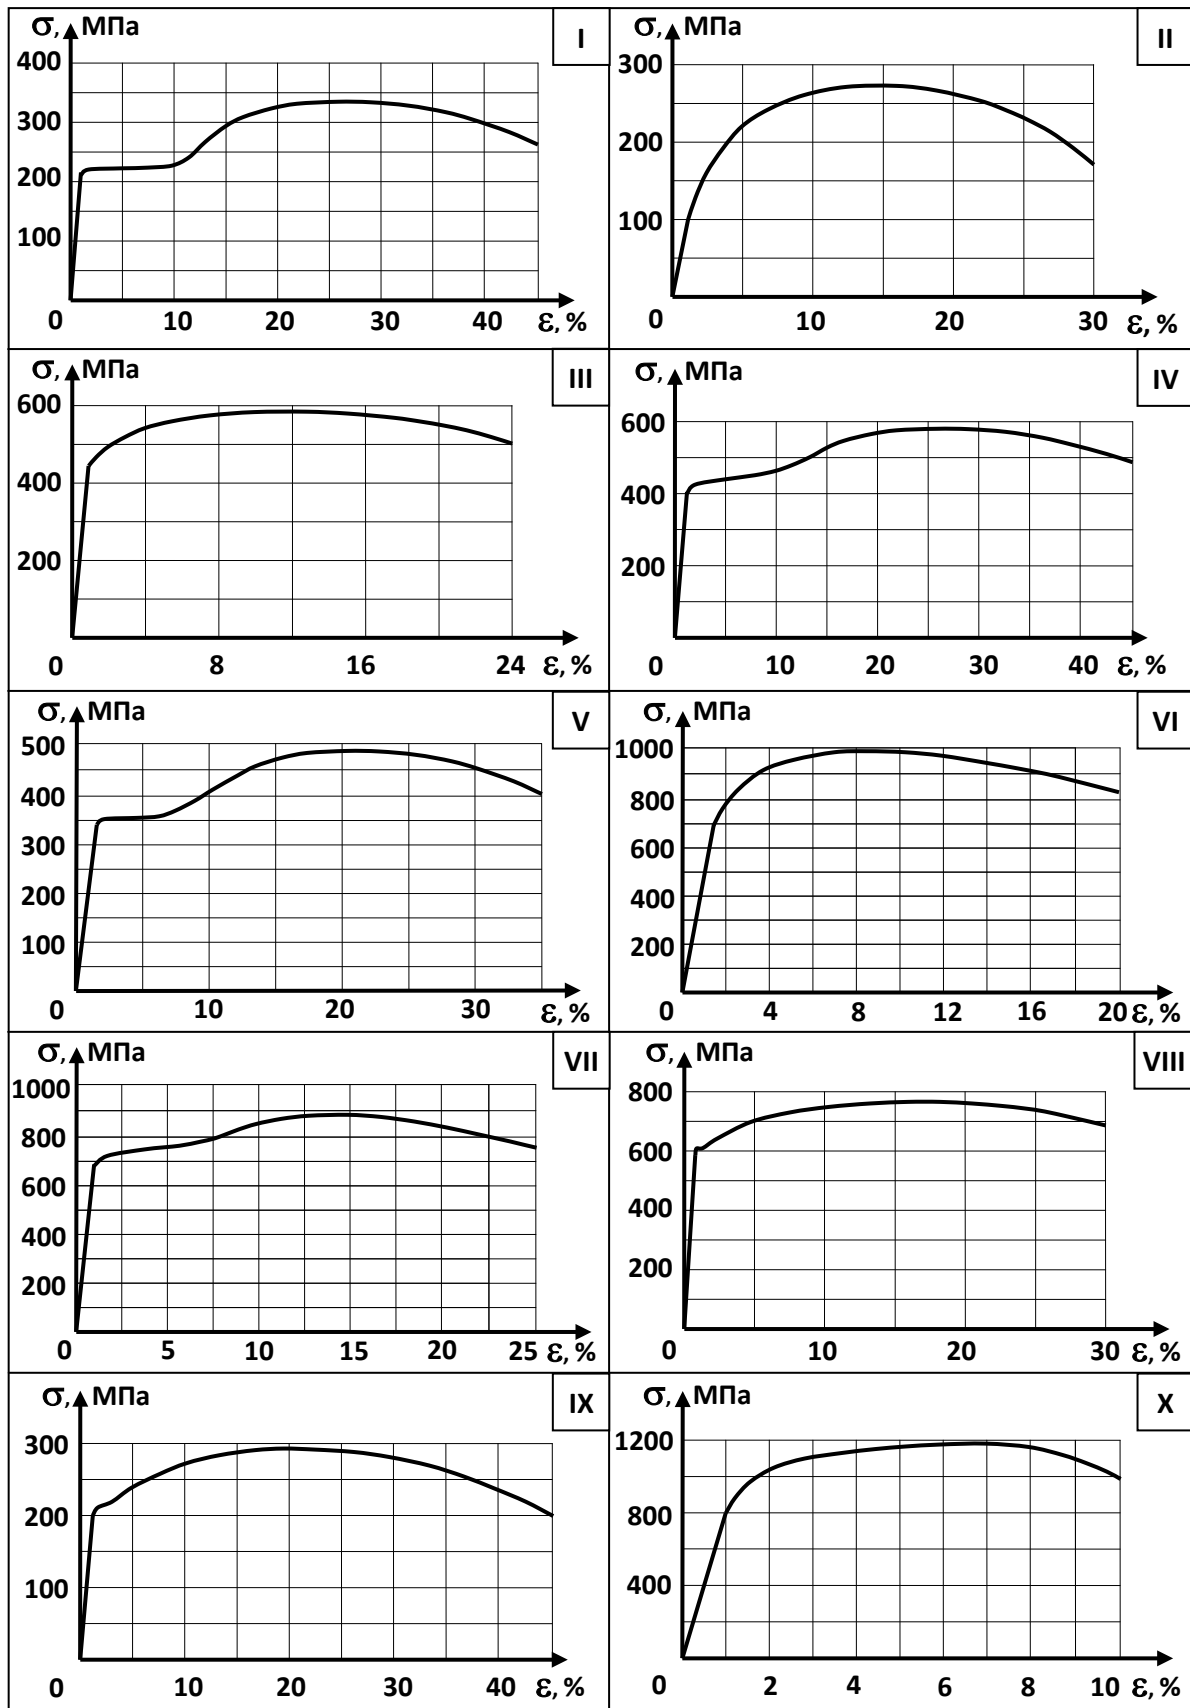 σ, МПа I
400
300
200
100
0 10 20 30 40 ε, %
σ, МПа II
300
200
100
0 10 20 30 ε, %
σ, МПа III
600
400
200
0 8 16 24 ε, %
σ, МПа IV
600
400
200
0 10 20 30 40 ε, %
σ, МПа V
500
400
300
200
100
0 10 20 30 ε, %
σ, МПа VI
1000
800
600
400
200
0 4 8 12 16 20 ε, %
σ, МПа VII
1000
800
600
400
200
0 5 10 15 20 25 ε, %
σ, МПа VIII
800
600
400
200
0 10 20 30 ε, %
σ, МПа IX
300
200
100
0 10 20 30 40 ε, %
σ, МПа X
1200
800
400
0 2 4 6 8 10 ε, %